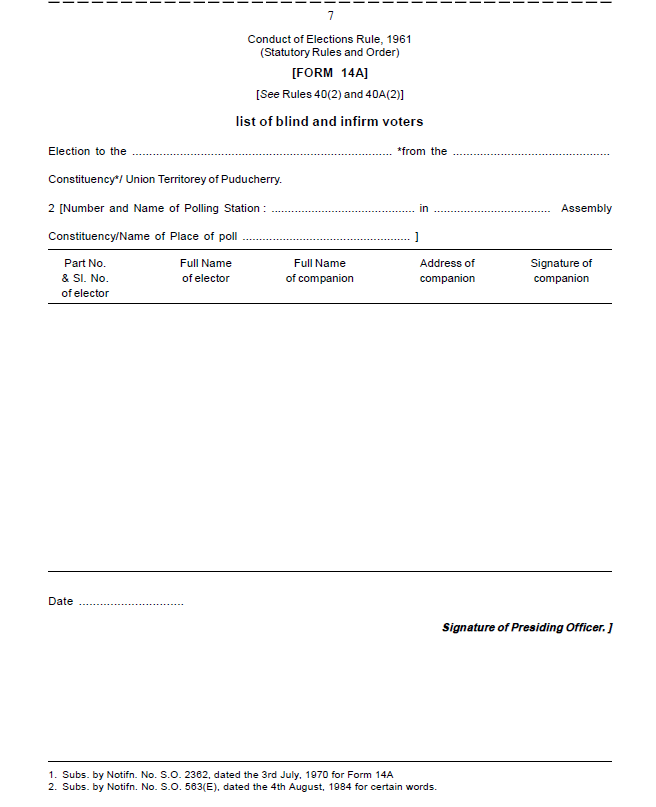 7
Conduct of Elections Rule, 1961
(Statutory Rules and Order)
[FORM 14A]
[See Rules 40(2) and 40A(2)]
list of blind and infirm voters
Election to the .............................................................................. *from the ...............................................
Constituency*/ Union Territorey of Puducherry.
2 [Number and Name of Polling Station : ........................................... in ................................... Assembly
Constituency/Name of Place of poll .................................................. ]
Part No. Full Name Full Name Address of Signature of
& Sl. No. of elector of companion companion companion
of elector
Date ..............................
Signature of Presiding Officer. ]
1. Subs. by Notifn. No. S.O. 2362, dated the 3rd July, 1970 for Form 14A
2. Subs. by Notifn. No. S.O. 563(E), dated the 4th August, 1984 for certain words.